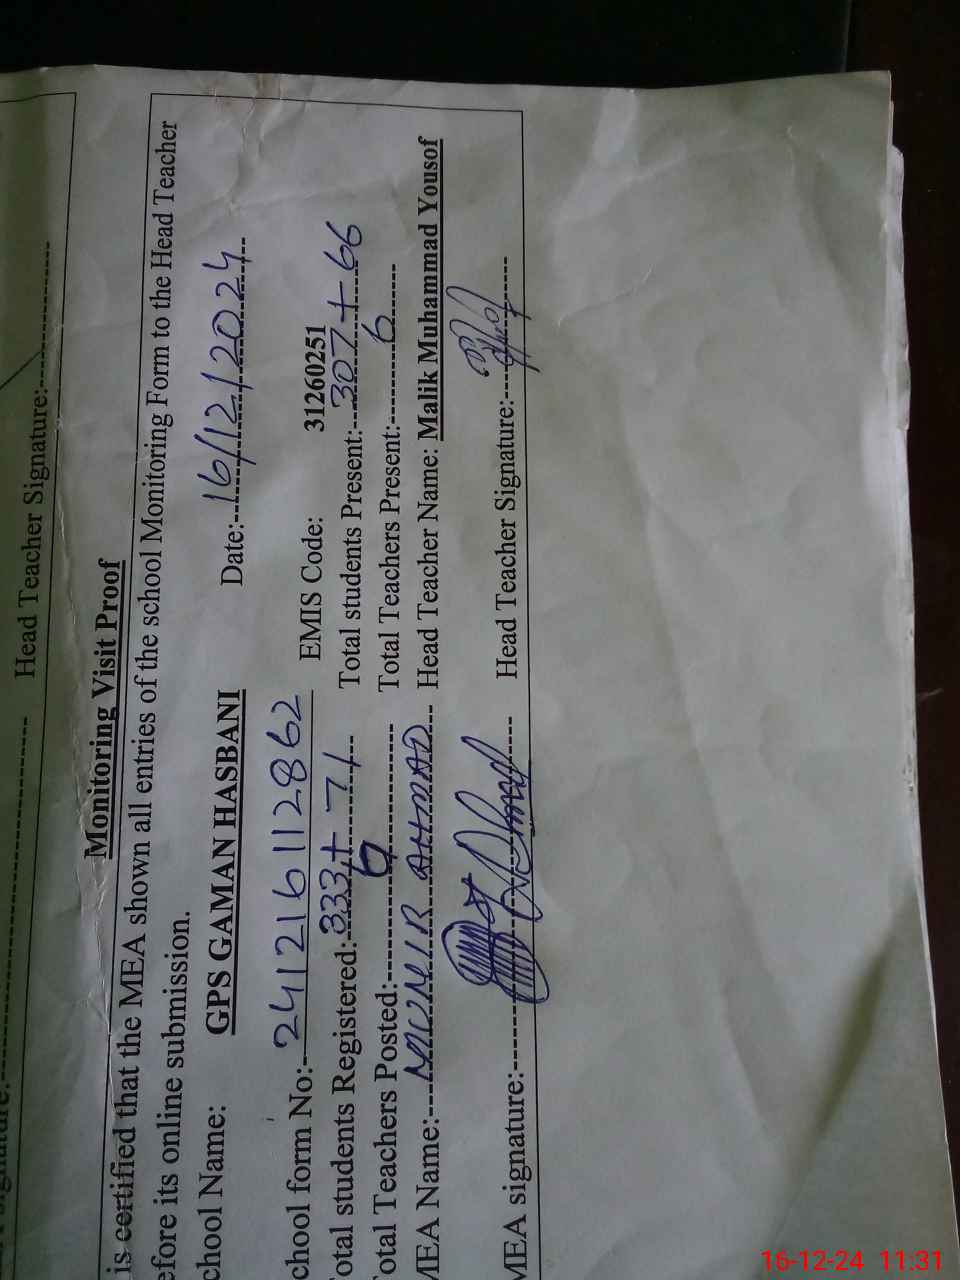 Head Teacher Signature:
Monitoring Visit Proof
is certified that the MEA shown all entries of the school Monitoring Form to the Head Teacher
efore its online submission.
chool Name: GPS GAMAN HASBANI Date: 16/12/2024
chool form No: 2412161128 62 EMIS Code: 31260251
otal students Registered: 333+71 Total students Present: 307+66
otal Teachers Posted: 6 Total Teachers Present: 6
MEA Name: MUNIR AHMAD Head Teacher Name: Malik Muhammad Yousof
MEA signature: Head Teacher Signature:
16-12-24 11:31